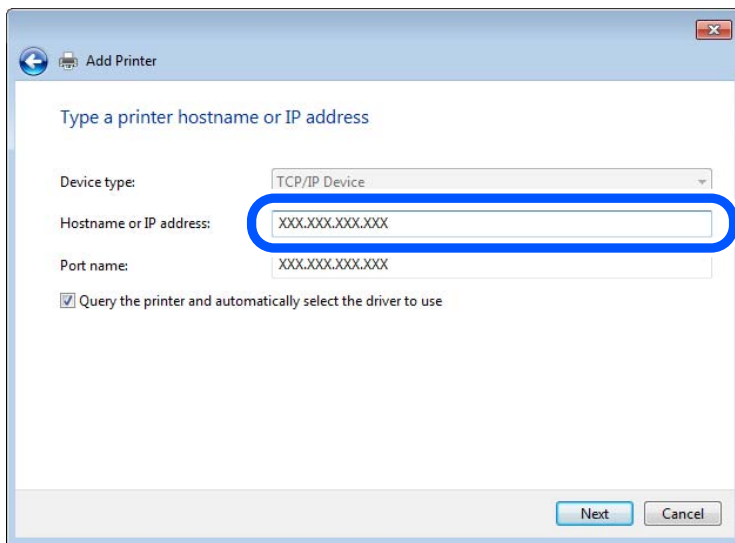 Add Printer
Type a printer hostname or IP address
Device type: TCP/IP Device
Hostname or IP address: XXX.XXX.XXX.XXX
Port name: XXX.XXX.XXX.XXX
Query the printer and automatically select the driver to use
Next Cancel